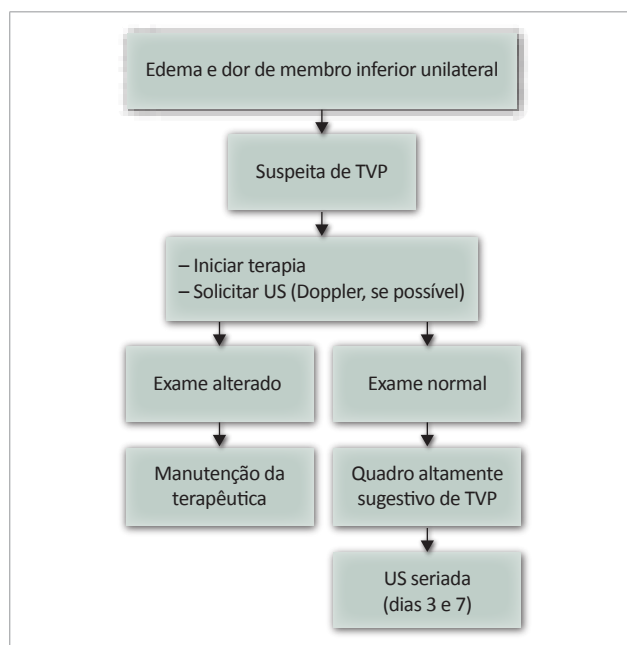 Edema e dor de membro inferior unilateral
Suspeita de TVP
– Iniciar terapia
– Solicitar US (Doppler, se possível)
Exame alterado
Exame normal
Manutenção da
terapêutica
Quadro altamente
sugestivo de TVP
US seriada
(dias 3 e 7)